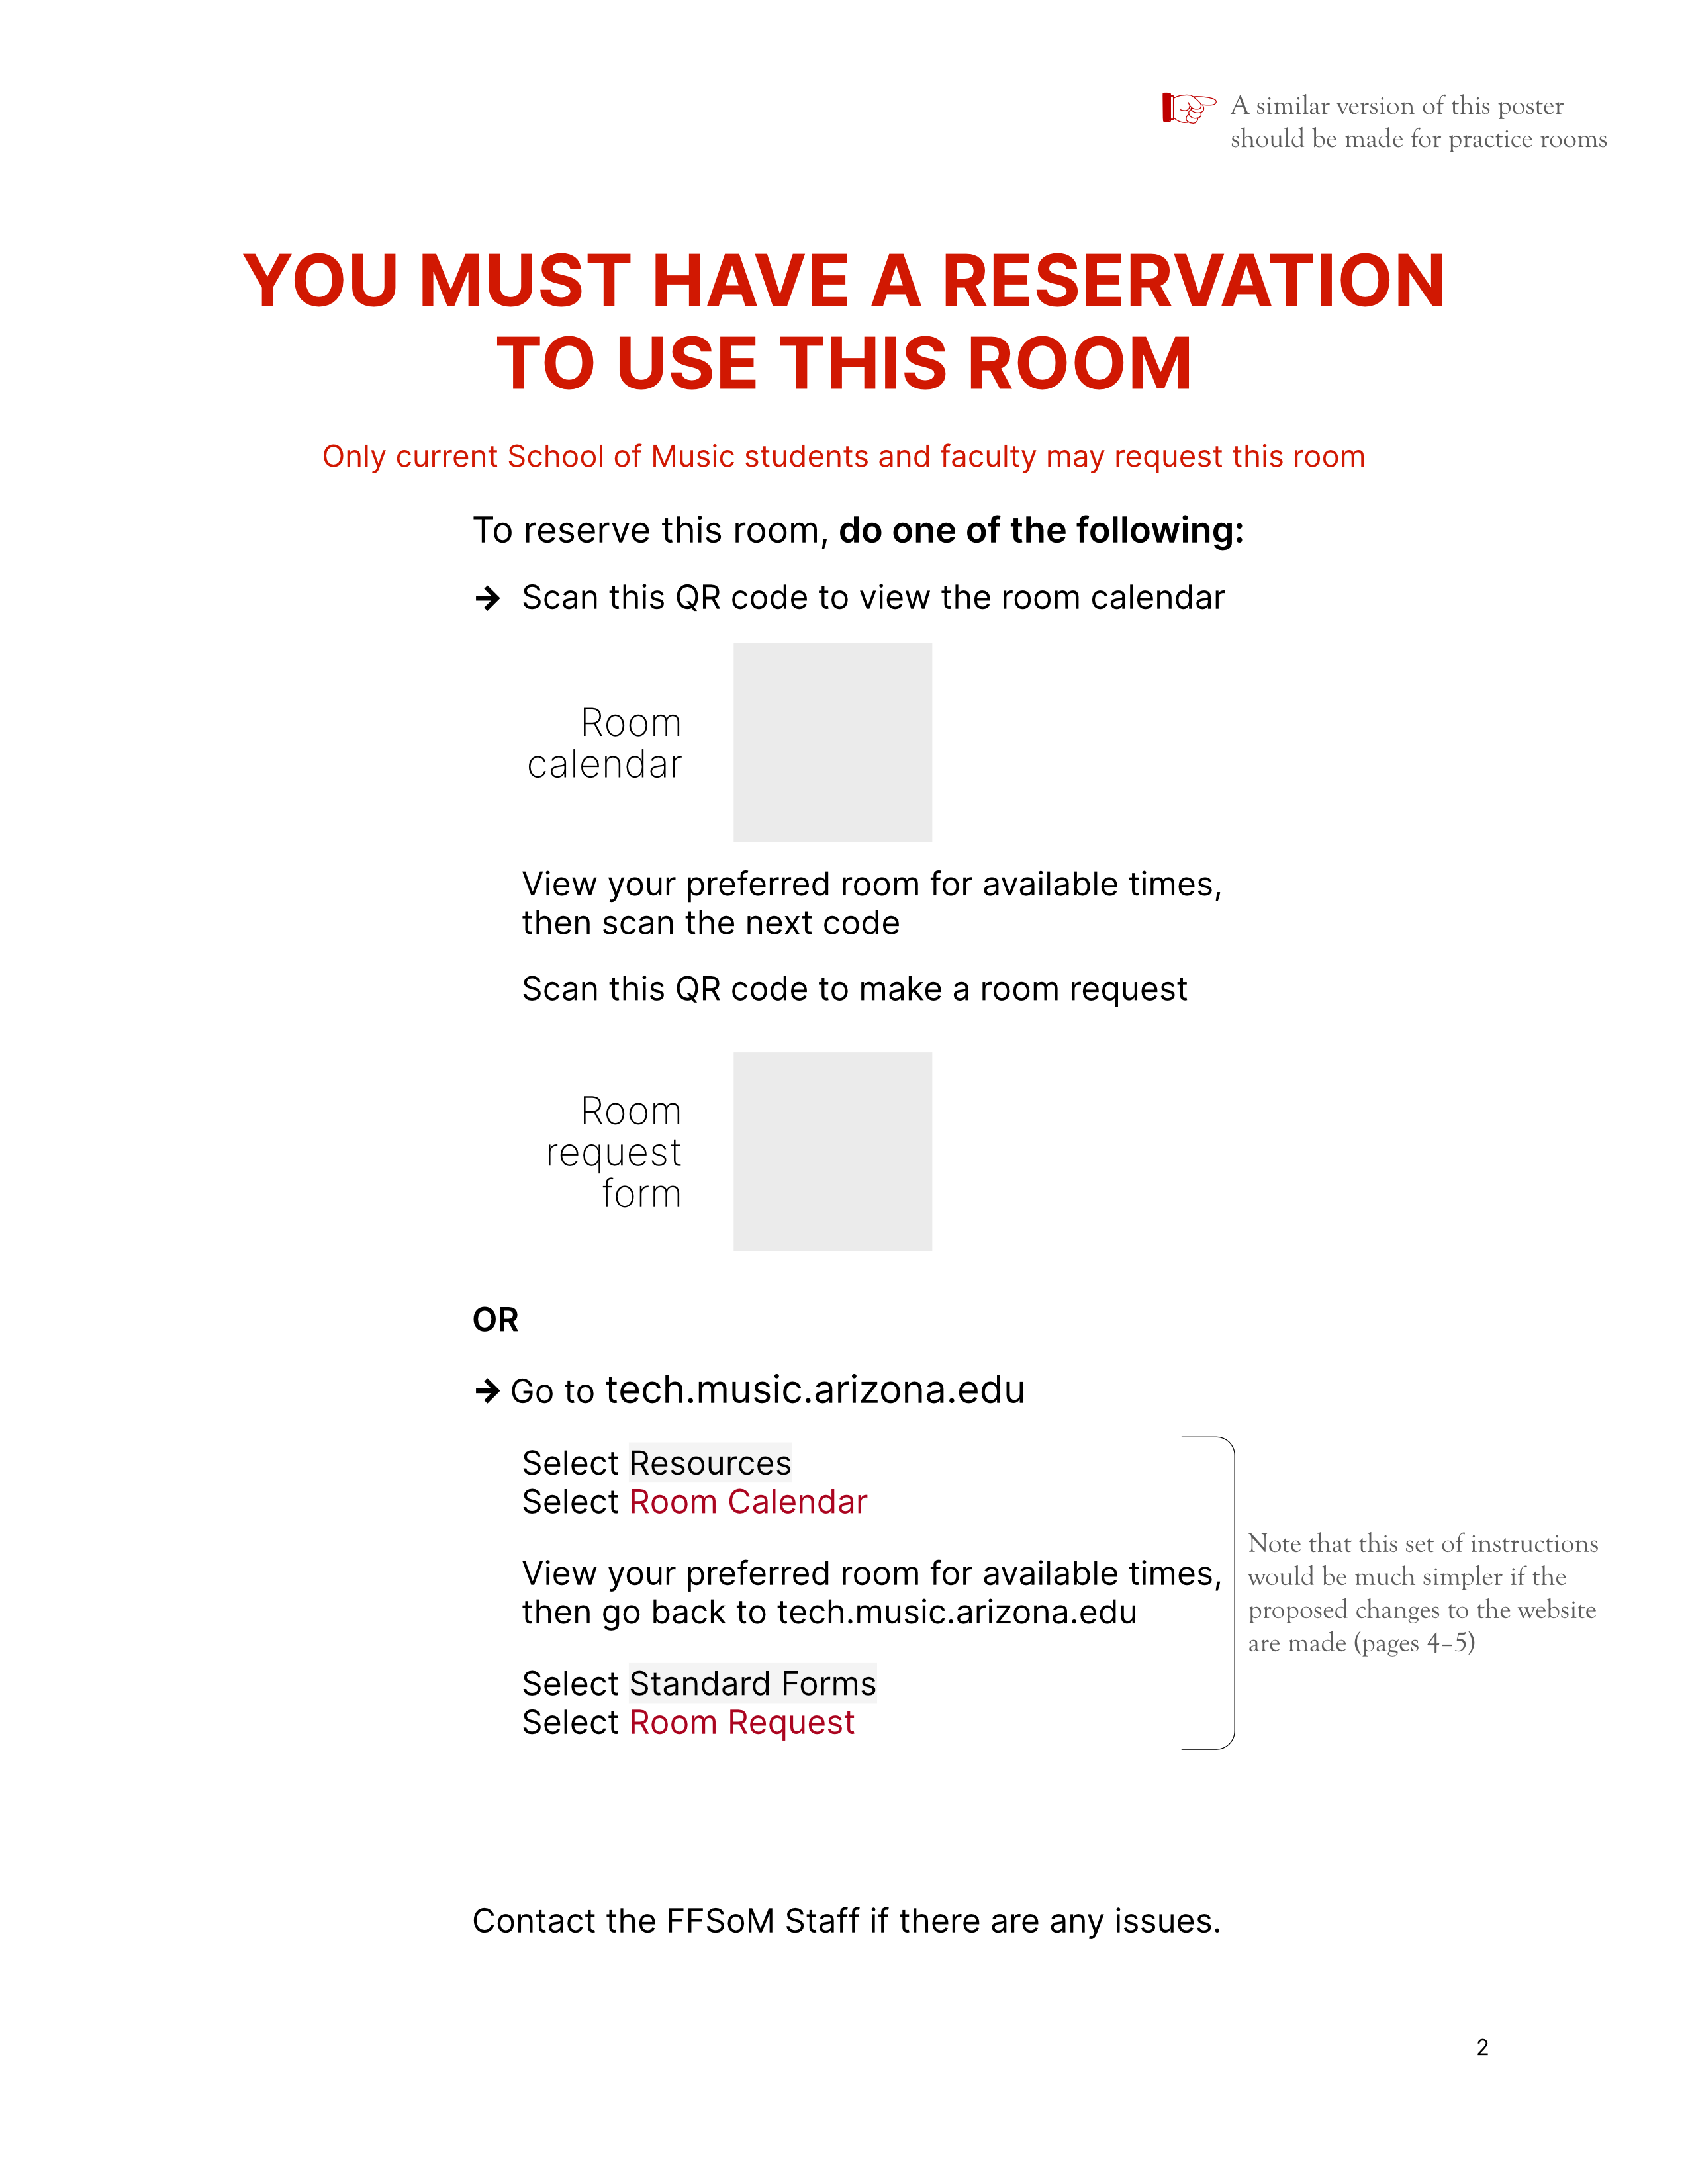 A similar version of this poster
should be made for practice rooms
YOU MUST HAVE A RESERVATION
TO USE THIS ROOM
Only current School of Music students and faculty may request this room
To reserve this room, do one of the following:
→ Scan this QR code to view the room calendar
Room
calendar
View your preferred room for available times,
then scan the next code
Scan this QR code to make a room request
Room
request
form
OR
→ Go to tech.music.arizona.edu
Select Resources
Select Room Calendar
View your preferred room for available times,
then go back to tech.music.arizona.edu
Select Standard Forms
Select Room Request
Note that this set of instructions
would be much simpler if the
proposed changes to the website
are made (pages 4–5)
Contact the FFSoM Staff if there are any issues.
2